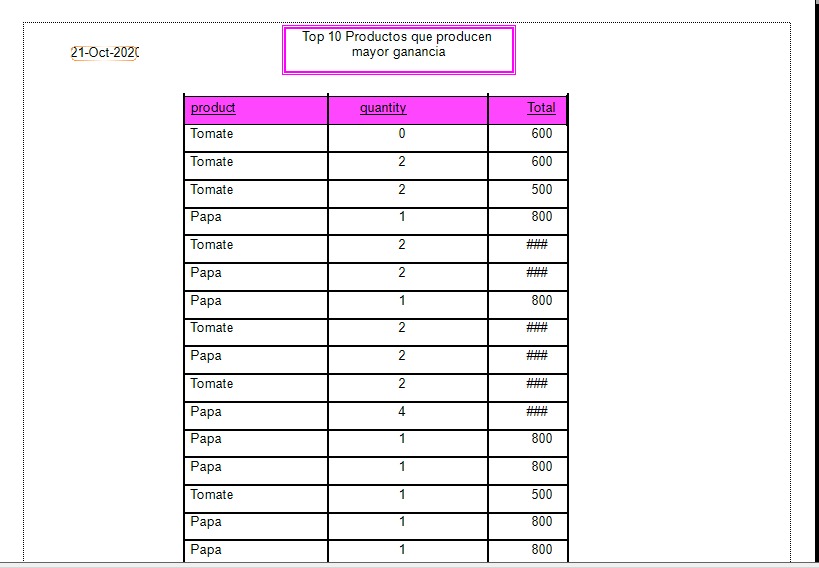 Top 10 Productos que producen
mayor ganancia
21-Oct-202
product quantity Total
Tomate 0 600
Tomate 2 600
Tomate 2 500
Papa 1 800
Tomate 2 ###
Papa 2 ###
Papa 1 800
Tomate 2 ###
Papa 2 ###
Tomate 2 ###
Papa 4 ###
Papa 1 800
Papa 1 800
Tomate 1 500
Papa 1 800
Papa 1 800